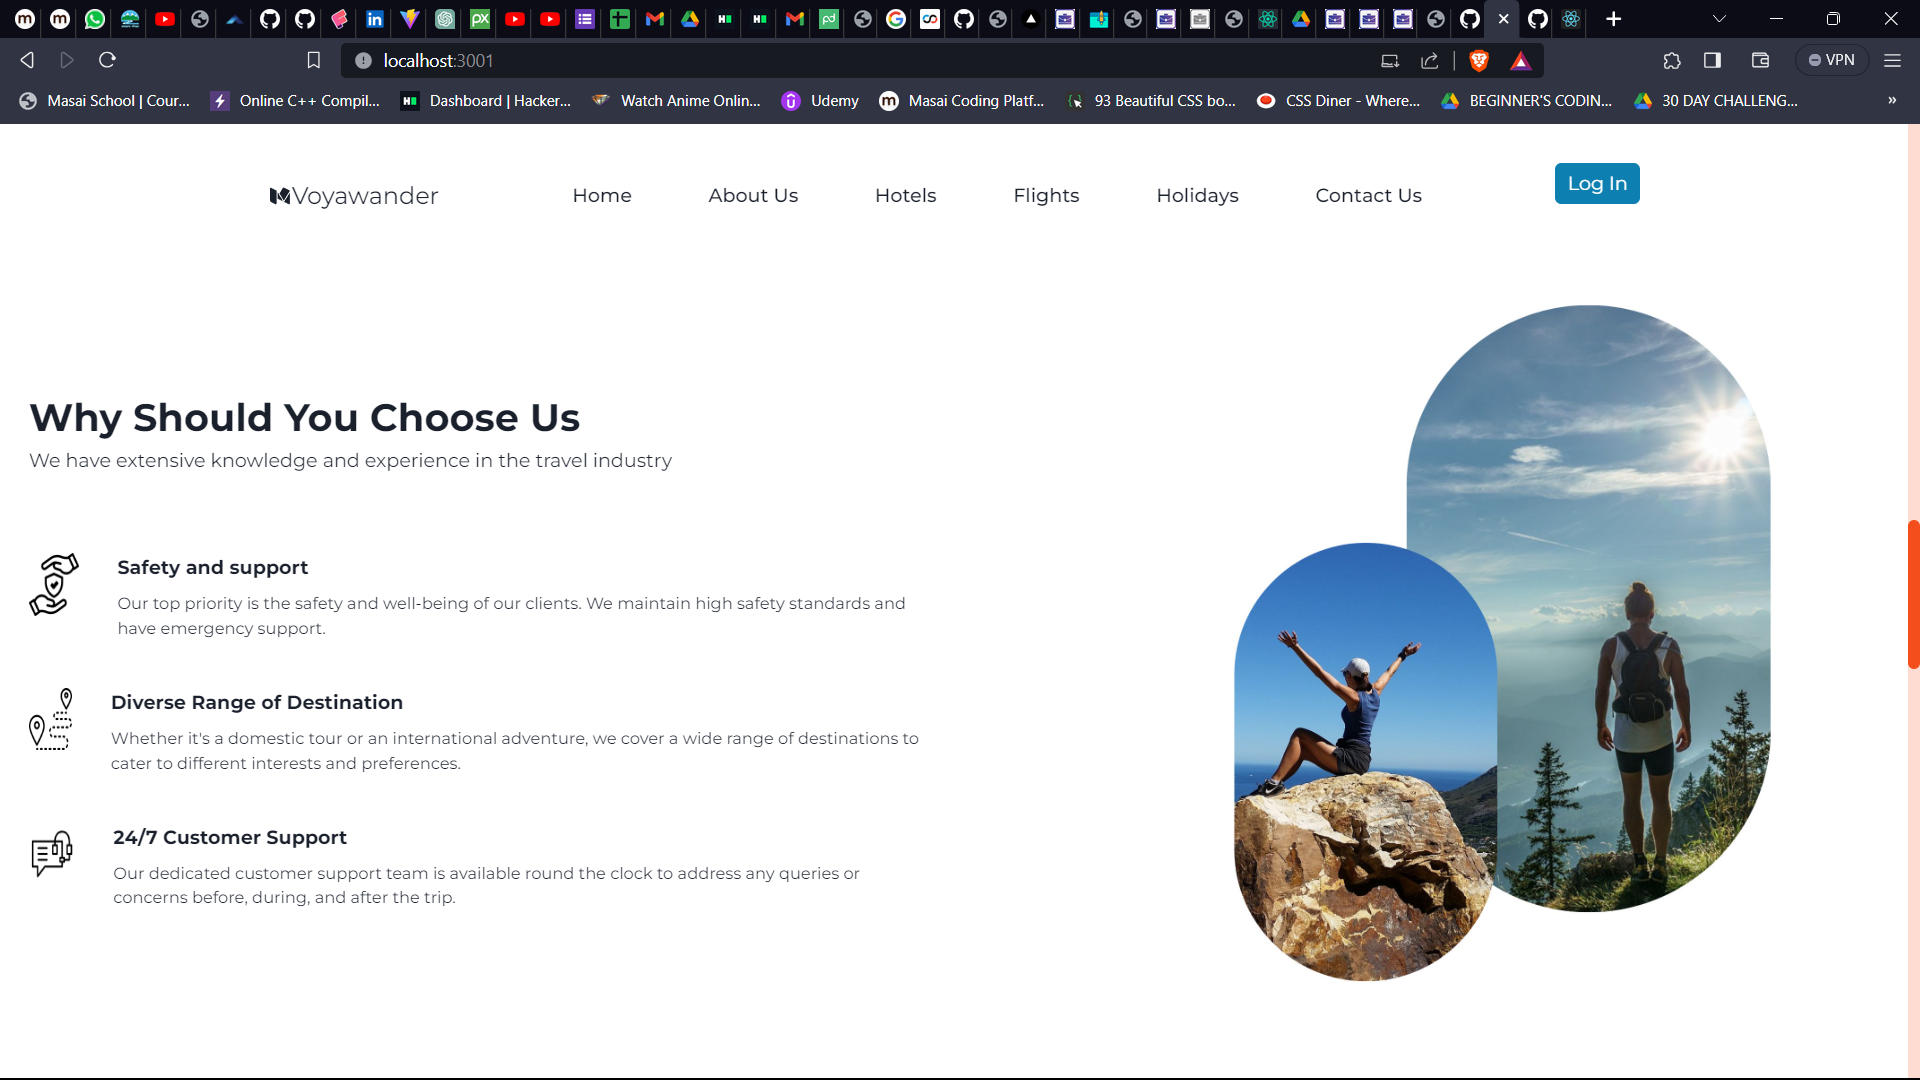 localhost:3001
VPN
Masai School | Cour...
Online C++ Compil...
Dashboard | Hacker...
Watch Anime Onlin...
Udemy
Masai Coding Platf...
93 Beautiful CSS bo...
CSS Diner - Where...
BEGINNER'S CODIN...
30 DAY CHALLENG...
Voyawander
Home
About Us
Hotels
Flights
Holidays
Contact Us
Log In
Why Should You Choose Us
We have extensive knowledge and experience in the travel industry
Safety and support
Our top priority is the safety and well-being of our clients. We maintain high safety standards and
have emergency support.
Diverse Range of Destination
Whether it's a domestic tour or an international adventure, we cover a wide range of destinations to
cater to different interests and preferences.
24/7 Customer Support
Our dedicated customer support team is available round the clock to address any queries or
concerns before, during, and after the trip.